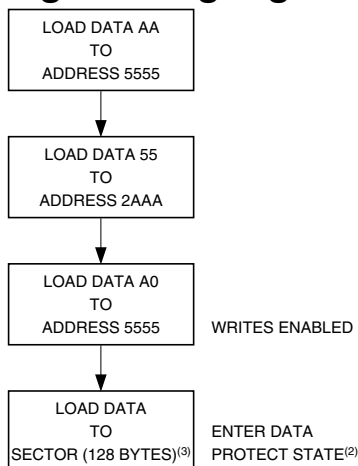 LOAD DATA AA
TO
ADDRESS 5555
LOAD DATA 55
TO
ADDRESS 2AAA
LOAD DATA A0
TO
ADDRESS 5555
WRITES ENABLED
LOAD DATA
TO
SECTOR (128 BYTES)(3)
ENTER DATA
PROTECT STATE(2)